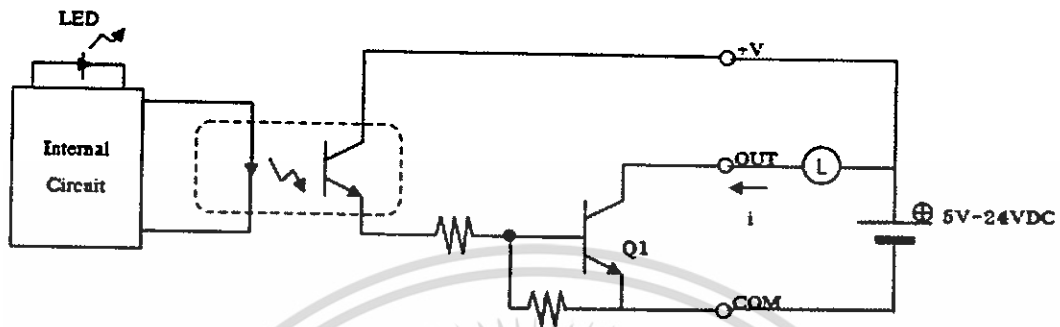 LED
Internal
Circuit
+V
OUT
L
i
⊕ 5V-24VDC
Q1
COM